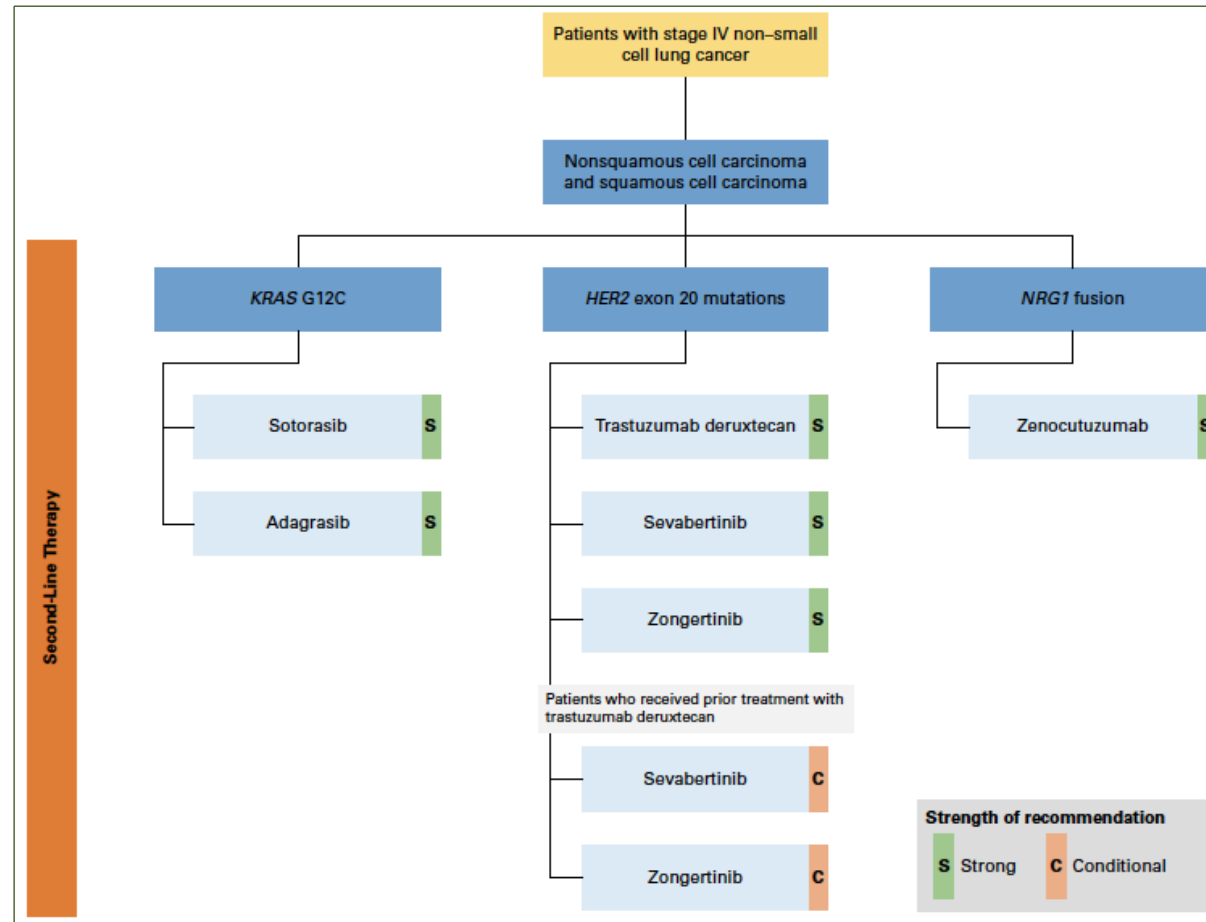 Patients with stage IV non–small
cell lung cancer
Nonsquamous cell carcinoma
and squamous cell carcinoma
Second-Line Therapy
KRAS G12C
Sotorasib S
Adagrasib S
HER2 exon 20 mutations
Trastuzumab deruxtecan S
Sevabertinib S
Zongertinib S
Patients who received prior treatment with
trastuzumab deruxtecan
Sevabertinib C
Zongertinib C
NRG1 fusion
Zenocutuzumab S
Strength of recommendation
S Strong C Conditional